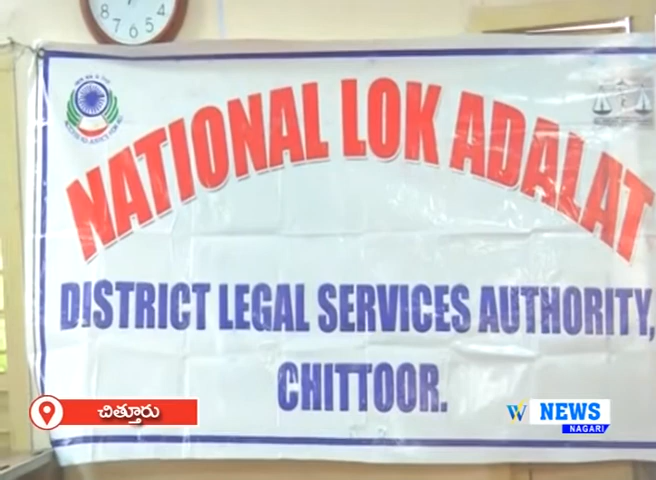 NATIONAL LOK ADALAT
DISTRICT LEGAL SERVICES AUTHORITY,
CHITTOOR.
చిత్తూరు
W NEWS
NAGARI